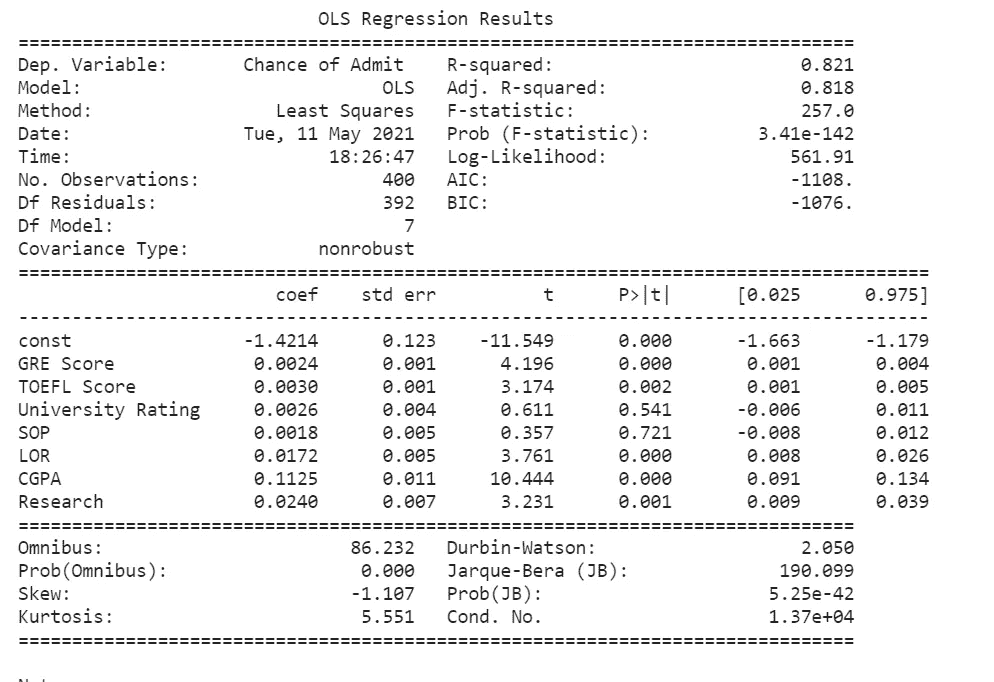 OLS Regression Results
==============================================================================
Dep. Variable: Chance of Admit R-squared: 0.821
Model: OLS Adj. R-squared: 0.818
Method: Least Squares F-statistic: 257.0
Date: Tue, 11 May 2021 Prob (F-statistic): 3.41e-142
Time: 18:26:47 Log-Likelihood: 561.91
No. Observations: 400 AIC: -1108.
Df Residuals: 392 BIC: -1076.
Df Model: 7
Covariance Type: nonrobust
=====================================================================================
coef std err t P>|t| [0.025 0.975]
-------------------------------------------------------------------------------------
const -1.4214 0.123 -11.549 0.000 -1.663 -1.179
GRE Score 0.0024 0.001 4.196 0.000 0.001 0.004
TOEFL Score 0.0030 0.001 3.174 0.002 0.001 0.005
University Rating 0.0026 0.004 0.611 0.541 -0.006 0.011
SOP 0.0018 0.005 0.357 0.721 -0.008 0.012
LOR 0.0172 0.005 3.761 0.000 0.008 0.026
CGPA 0.1125 0.011 10.444 0.000 0.091 0.134
Research 0.0240 0.007 3.231 0.001 0.009 0.039
==============================================================================
Omnibus: 86.232 Durbin-Watson: 2.050
Prob(Omnibus): 0.000 Jarque-Bera (JB): 190.099
Skew: -1.107 Prob(JB): 5.25e-42
Kurtosis: 5.551 Cond. No. 1.37e+04
==============================================================================